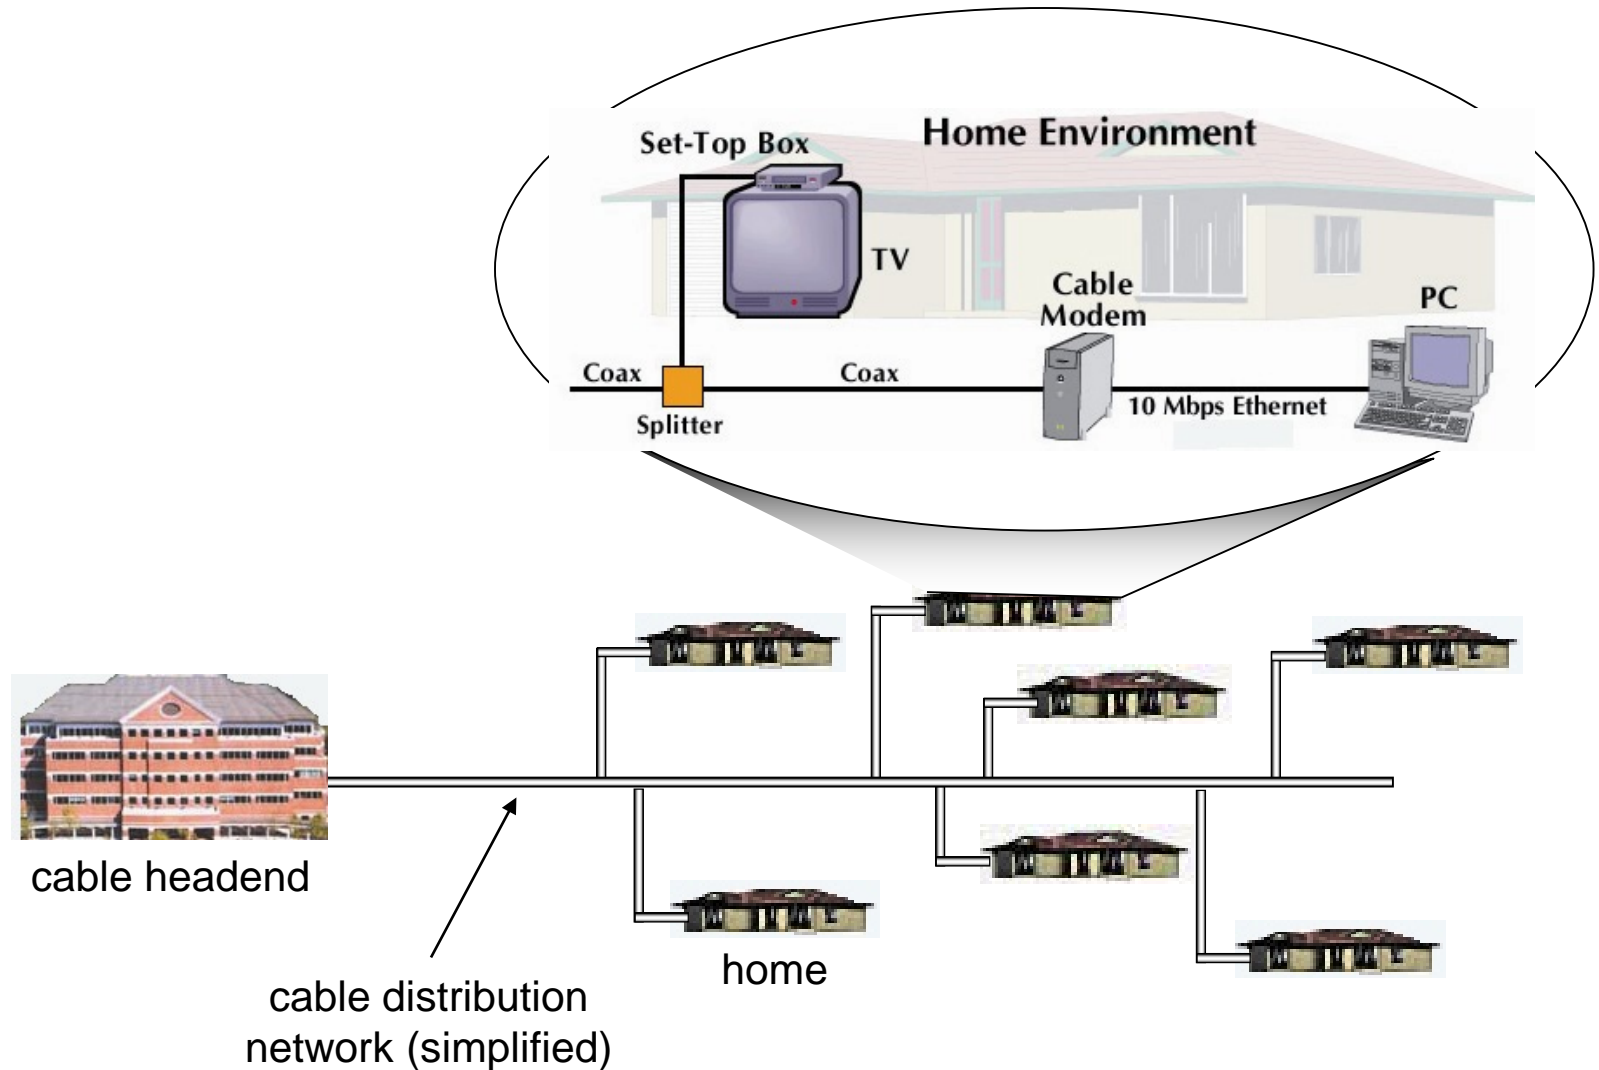 Home Environment
Set-Top Box
TV
Cable
Modem
PC
Coax
Coax
10 Mbps Ethernet
Splitter
cable headend
home
cable distribution
network (simplified)